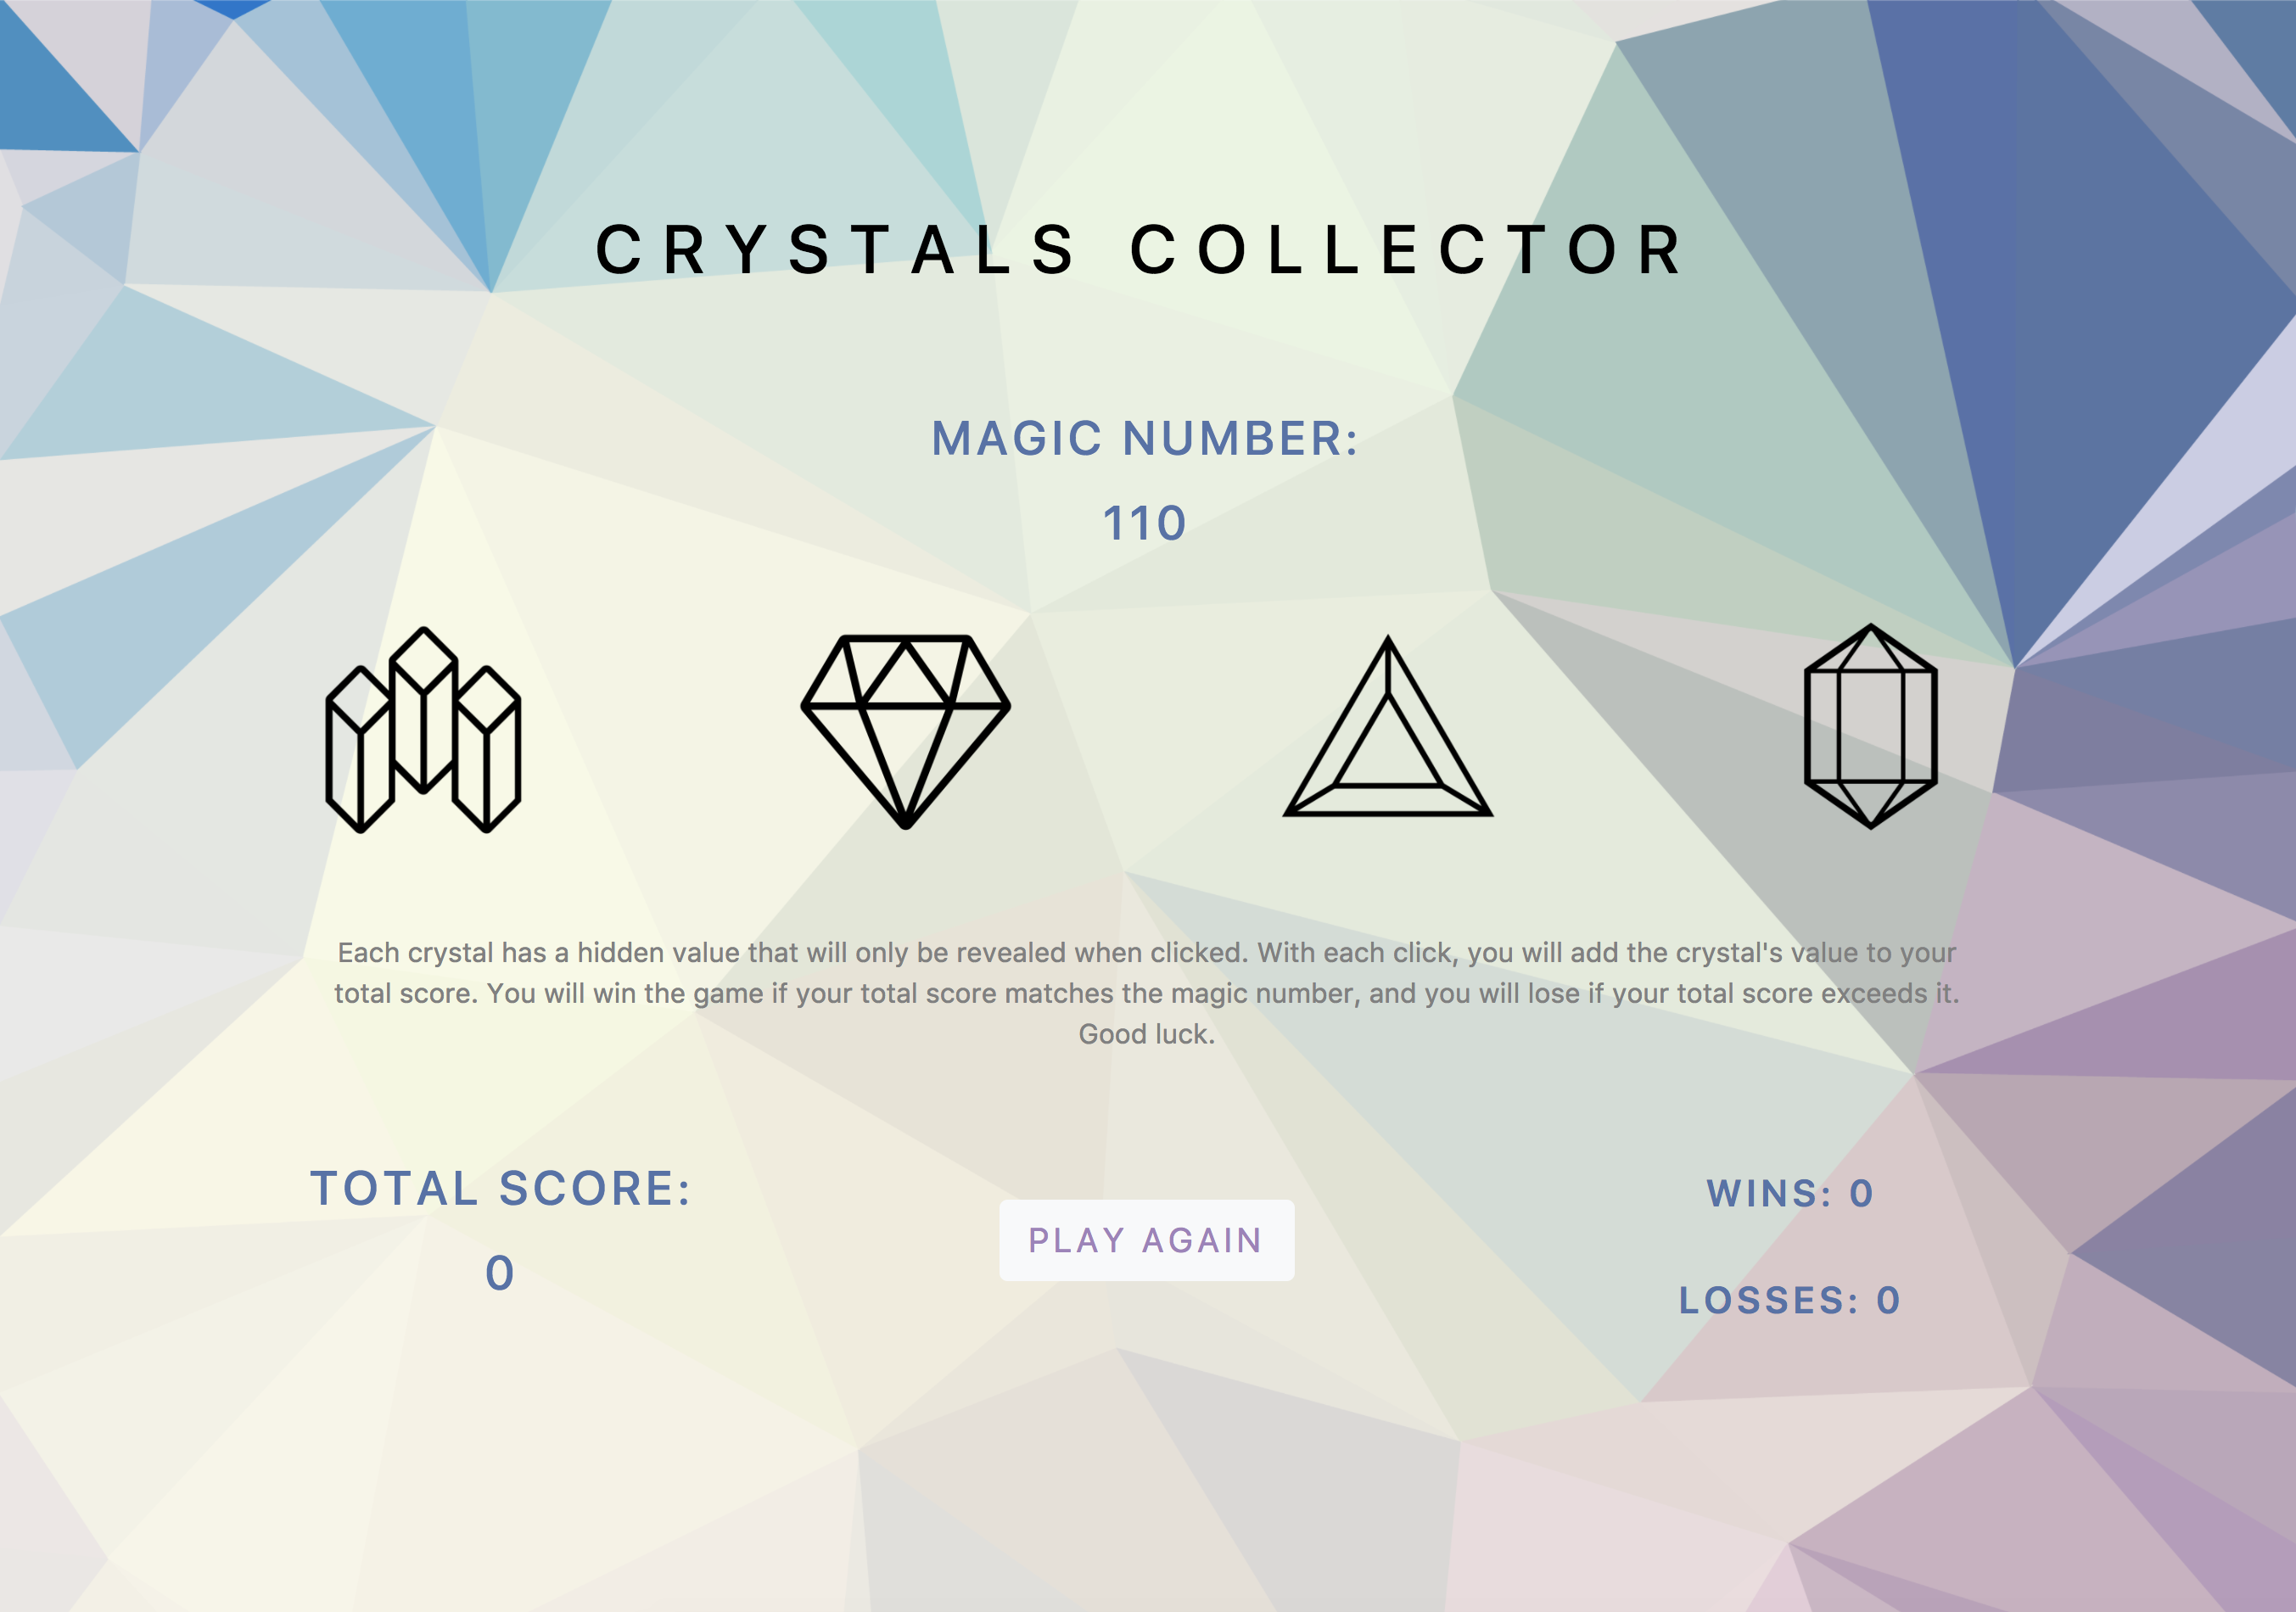 CRYSTALS COLLECTOR
MAGIC NUMBER:
110
Each crystal has a hidden value that will only be revealed when clicked. With each click, you will add the crystal's value to your
total score. You will win the game if your total score matches the magic number, and you will lose if your total score exceeds it.
Good luck.
TOTAL SCORE:
0
PLAY AGAIN
WINS: 0
LOSSES: 0